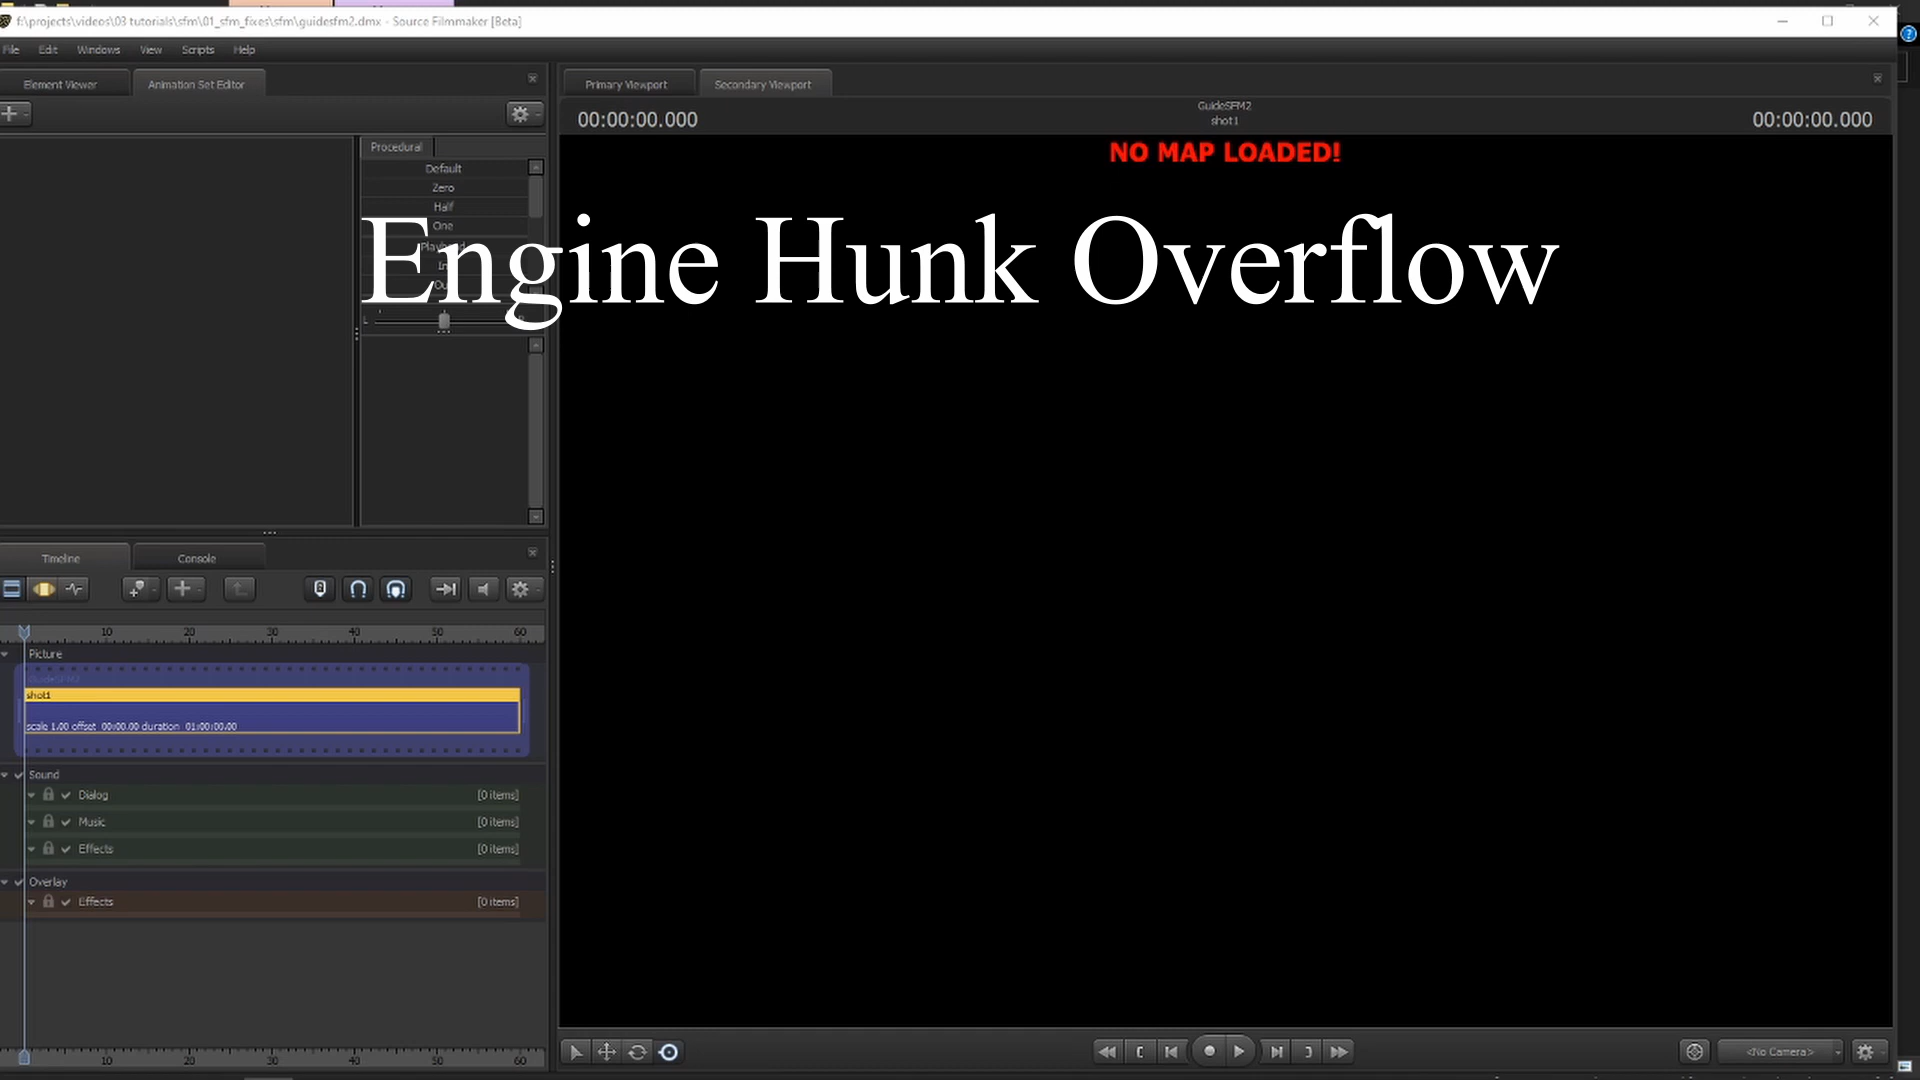 f:\projects\videos\03 tutorials\sfm\01_sfm_fixes\sfm\guidesfm2.dmx - Source Filmmaker [Beta]
File Edit Windows View Scripts Help
Element Viewer Animation Set Editor
Primary Viewport Secondary Viewport
00:00:00.000
GuideSFM2
shot1
00:00:00.000
NO MAP LOADED!
Procedural
Default
Zero
Half
One
Engine Hunk Overflow
L
Timeline Console
10 20 30 40 50 60
Picture
GuideSFM2
shot1
scale 1.00 offset 00:00.00 duration 01:00:00.00
Sound
Dialog [0 items]
Music [0 items]
Effects [0 items]
Overlay
Effects [0 items]
10 20 30 40 50 60
<No Camera>